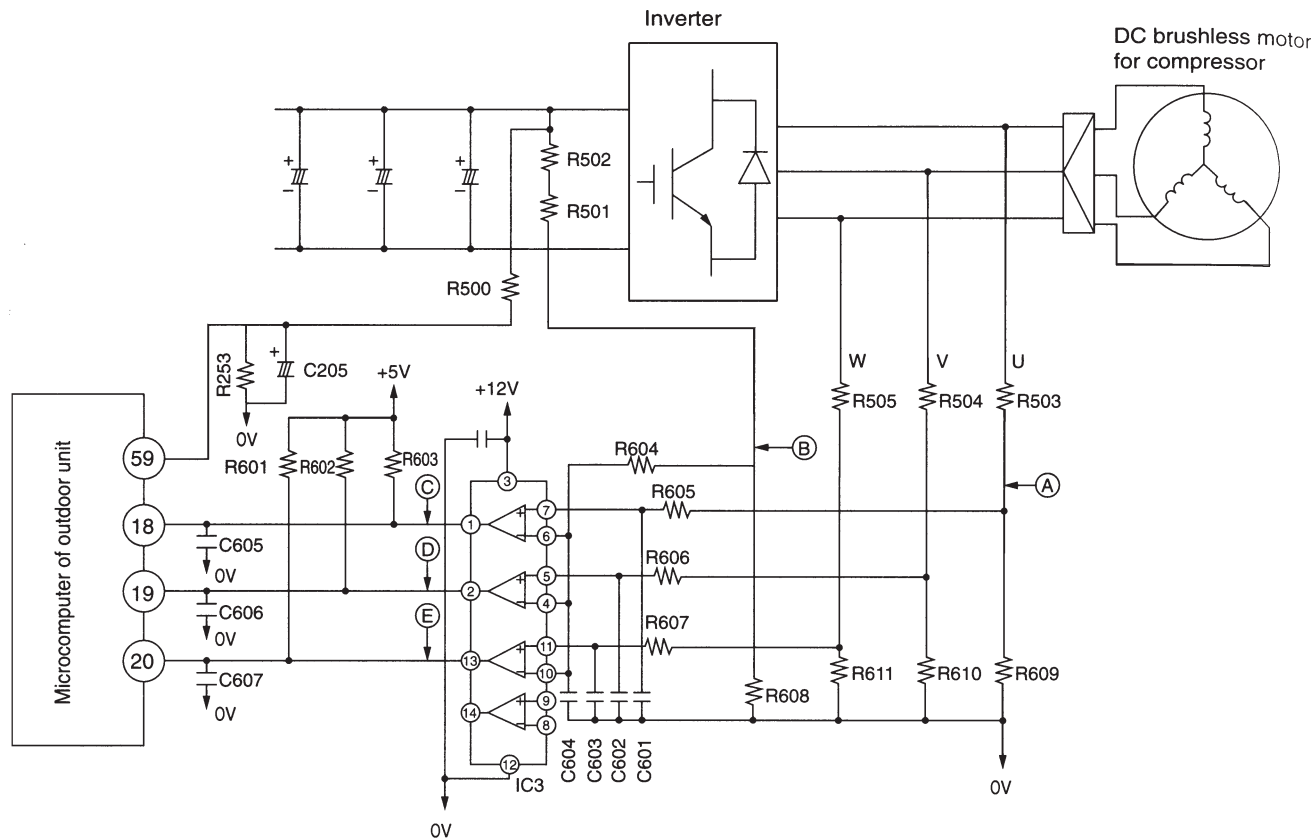 Inverter
DC brushless motor
for compressor
+
−
+
−
+
−
R502
R501
R500
R253
+
C205
0V
+5V
+12V
W
V
U
R505
R504
R503
Microcomputer of outdoor unit
59
18
19
20
R601
R602
R603
R604
B
A
R605
R606
R607
C
D
E
C605
0V
C606
0V
C607
0V
3
1
+
−
7
6
2
+
−
5
4
13
+
−
11
10
14
+
−
9
8
12
IC3
C604
C603
C602
C601
R608
R611
R610
R609
0V
0V